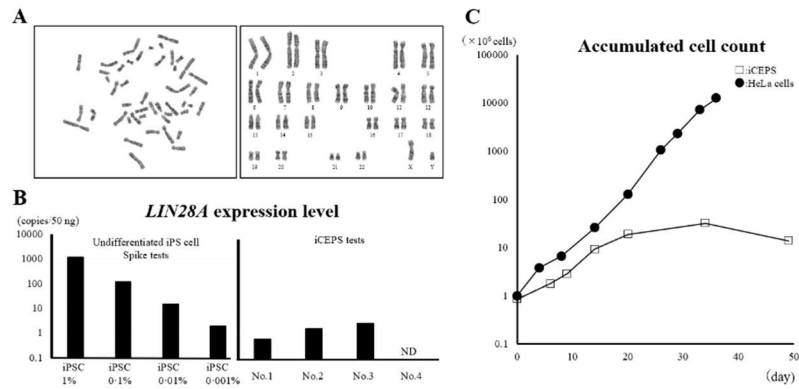 A
1 2 3 4 5
6 7 8 9 10 11 12
13 14 15 16 17 18
19 20 21 22 X Y
B
LIN28A expression level
(copies/50 ng)
10000
1000
100
10
1
0.1
Undifferentiated iPS cell
Spike tests
iPSC
1%
iPSC
0·1%
iPSC
0·01%
iPSC
0·001%
iCEPS tests
ND
No.1 No.2 No.3 No.4
C
(×10⁶ cells)
Accumulated cell count
□:iCEPS
●:HeLa cells
100000
10000
1000
100
10
1
0.1
0 10 20 30 40 50
(day)